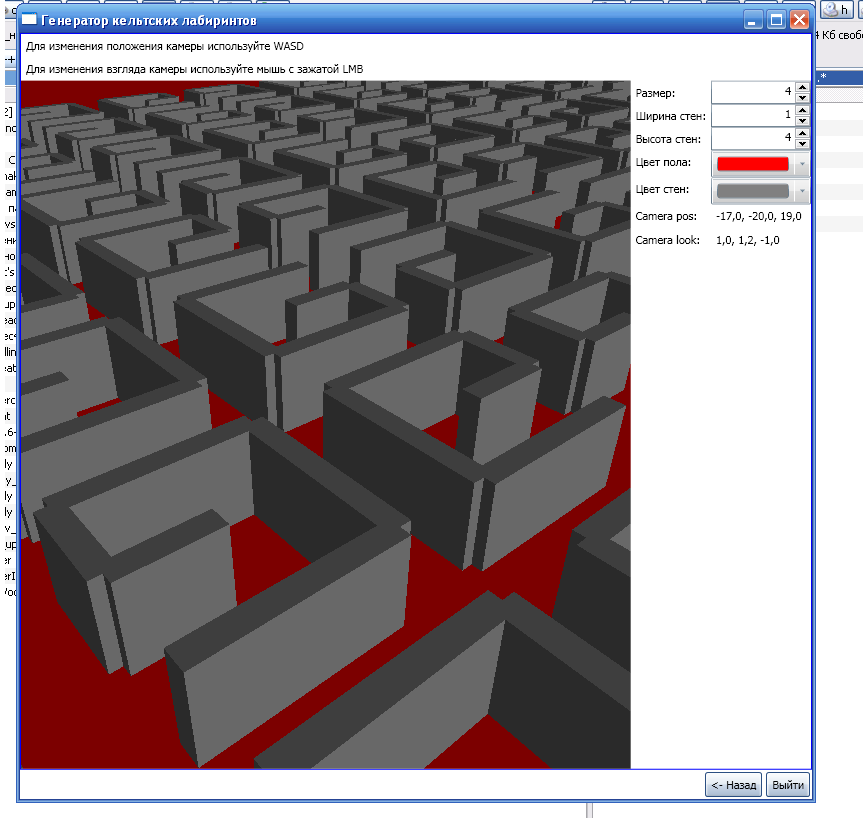 Генератор кельтских лабиринтов
h
4 Кб свобо
Для изменения положения камеры используйте WASD
Для изменения взгляда камеры используйте мышь с зажатой LMB
Размер: 4
Ширина стен: 1
Высота стен: 4
Цвет пола:
Цвет стен:
Camera pos: -17,0, -20,0, 19,0
Camera look: 1,0, 1,2, -1,0
<- Назад
Выйти